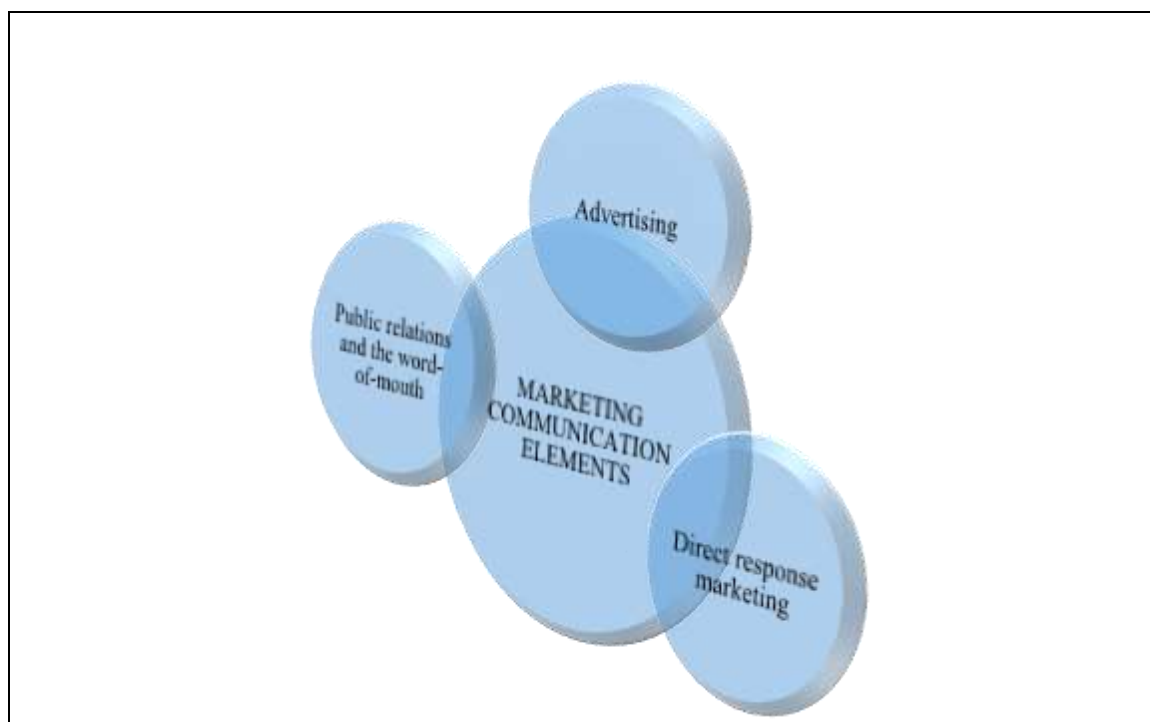 Advertising
Public relations
and the word-
of-mouth
MARKETING
COMMUNICATION
ELEMENTS
Direct response
marketing